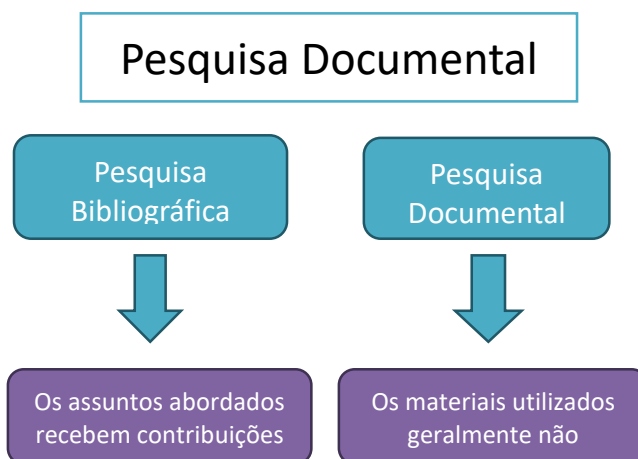 Pesquisa Documental
Pesquisa
Bibliográfica
Pesquisa
Documental
Os assuntos abordados
recebem contribuições
Os materiais utilizados
geralmente não